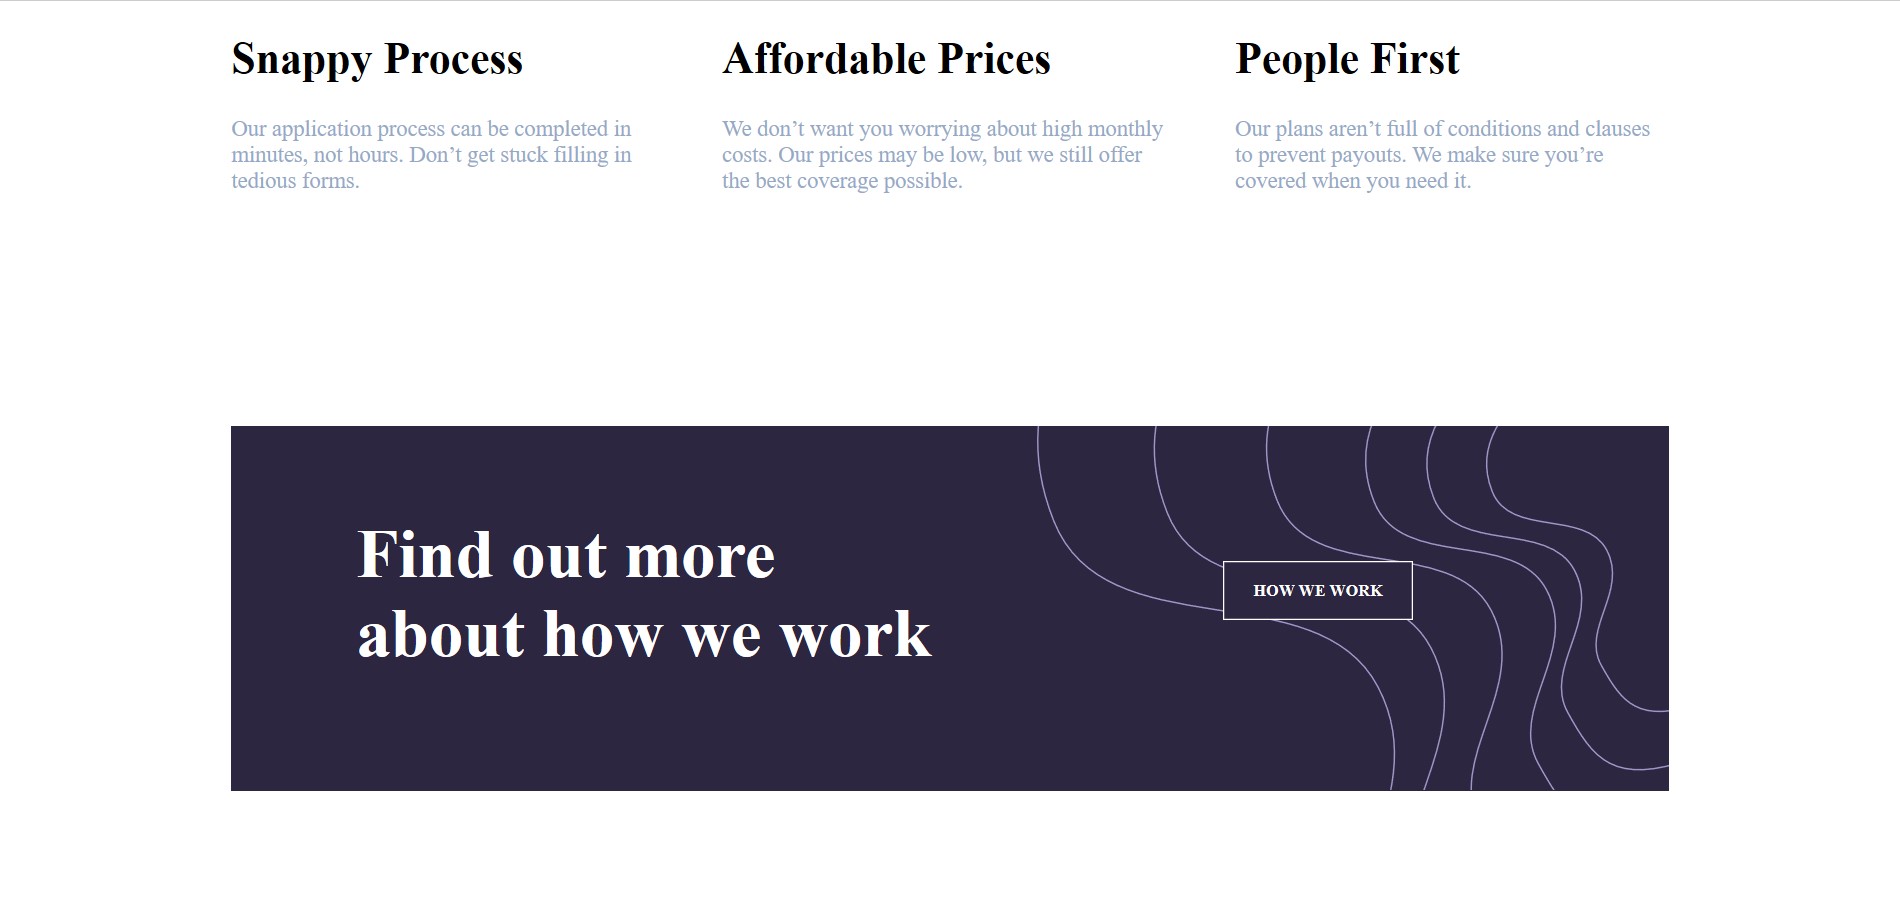 Snappy Process
Our application process can be completed in
minutes, not hours. Don’t get stuck filling in
tedious forms.
Affordable Prices
We don’t want you worrying about high monthly
costs. Our prices may be low, but we still offer
the best coverage possible.
People First
Our plans aren’t full of conditions and clauses
to prevent payouts. We make sure you’re
covered when you need it.
Find out more
about how we work
HOW WE WORK